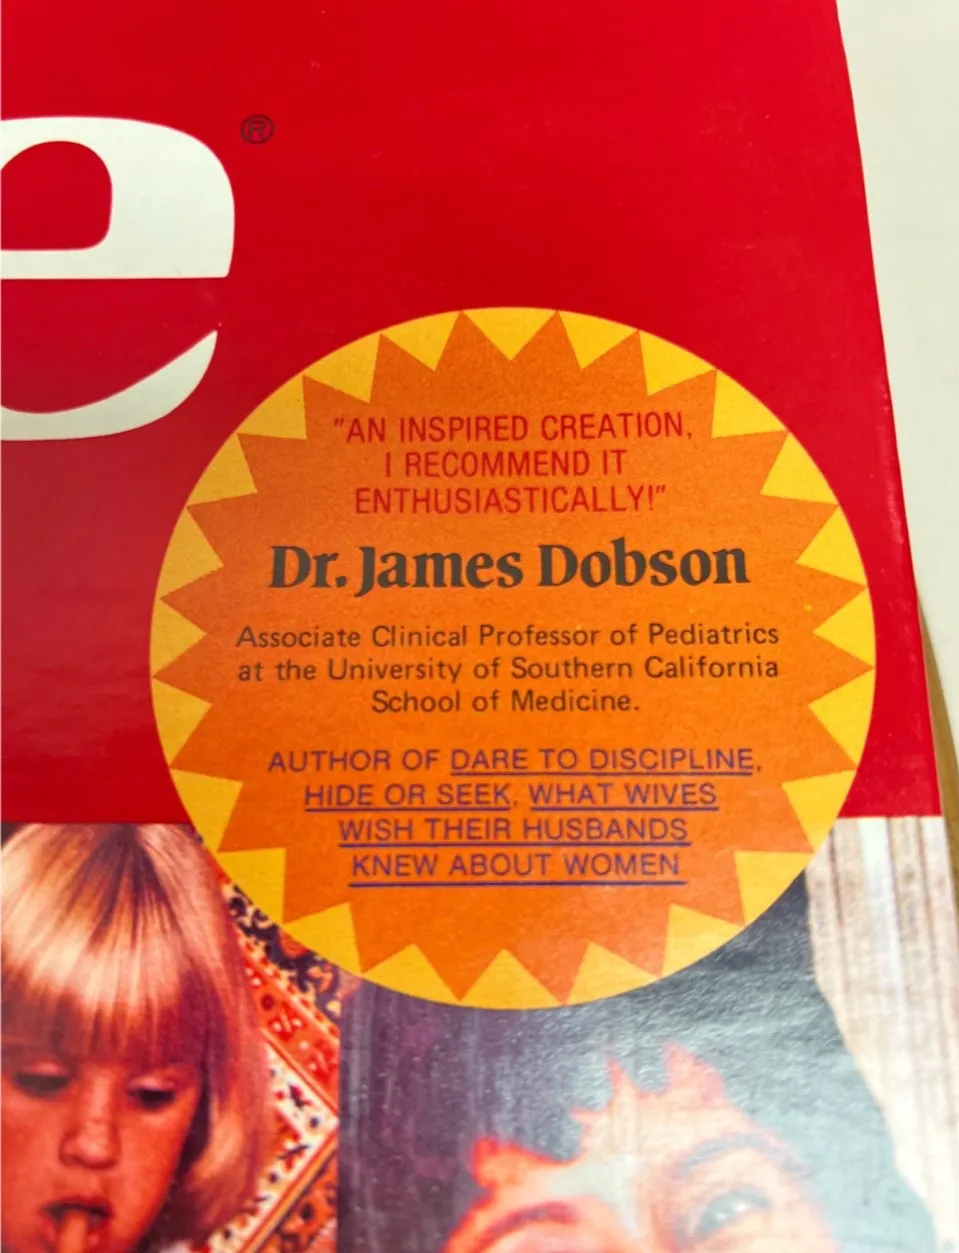 e®
"AN INSPIRED CREATION,
I RECOMMEND IT
ENTHUSIASTICALLY!"
Dr. James Dobson
Associate Clinical Professor of Pediatrics
at the University of Southern California
School of Medicine.
AUTHOR OF DARE TO DISCIPLINE,
HIDE OR SEEK, WHAT WIVES
WISH THEIR HUSBANDS
KNEW ABOUT WOMEN